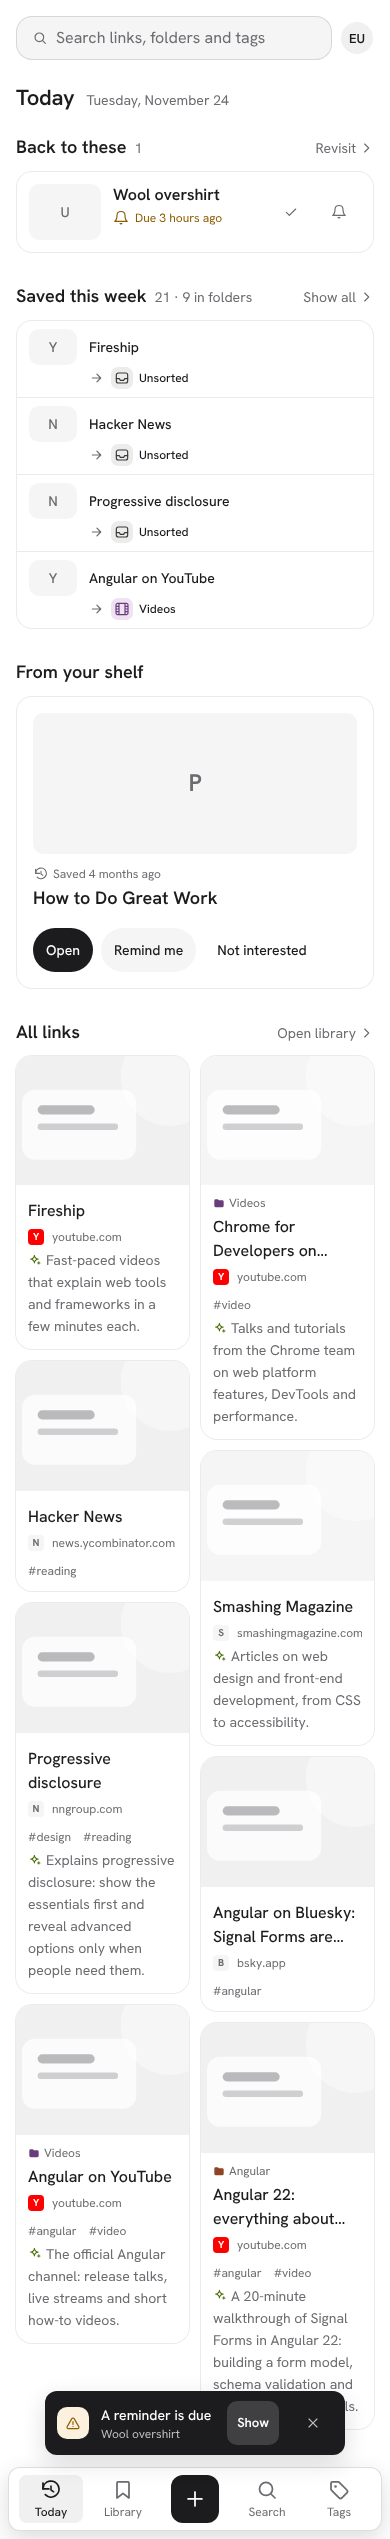 Search links, folders and tags
EU
Today Tuesday, November 24
Back to these 1 Revisit
U
Wool overshirt
Due 3 hours ago
Saved this week 21 · 9 in folders Show all
Y Fireship
Unsorted
N Hacker News
Unsorted
N Progressive disclosure
Unsorted
Y Angular on YouTube
Videos
From your shelf
P
Saved 4 months ago
How to Do Great Work
Open Remind me Not interested
All links Open library
Fireship
Y youtube.com
Fast-paced videos
that explain web tools
and frameworks in a
few minutes each.
Hacker News
N news.ycombinator.com
#reading
Progressive
disclosure
N nngroup.com
#design #reading
Explains progressive
disclosure: show the
essentials first and
reveal advanced
options only when
people need them.
Videos
Angular on YouTube
Y youtube.com
#angular #video
The official Angular
channel: release talks,
live streams and short
how-to videos.
Videos
Chrome for
Developers on...
Y youtube.com
#video
Talks and tutorials
from the Chrome team
on web platform
features, DevTools and
performance.
Smashing Magazine
S smashingmagazine.com
Articles on web
design and front-end
development, from CSS
to accessibility.
Angular on Bluesky:
Signal Forms are...
B bsky.app
#angular
Angular
Angular 22:
everything about...
Y youtube.com
#angular #video
A 20-minute
walkthrough of Signal
Forms in Angular 22:
building a form model,
schema validation and
A reminder is due
Wool overshirt
Show
Today Library Search Tags